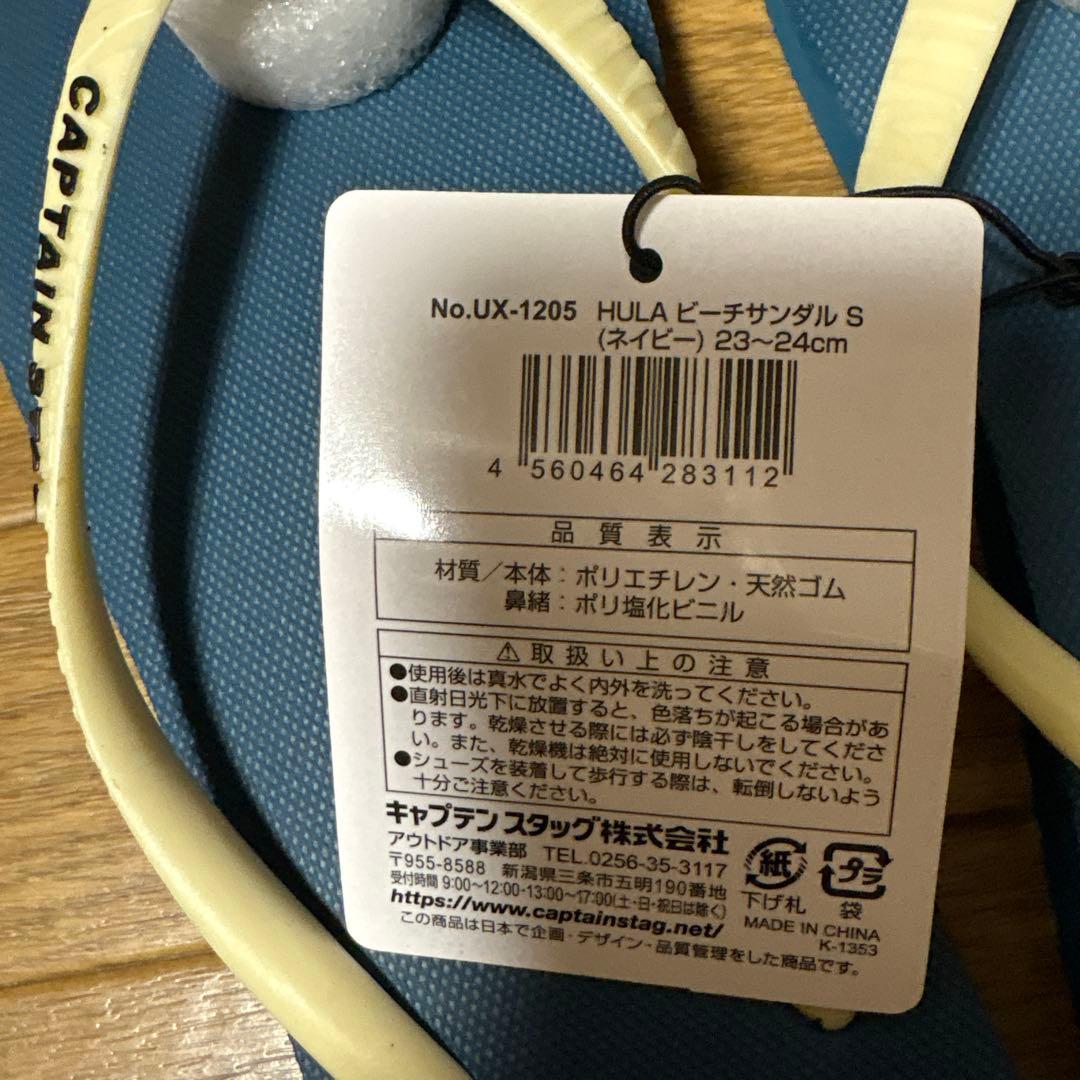 CAPTAIN
No.UX-1205 HULA ビーチサンダル S
(ネイビー) 23～24cm
4 560464 283112
品質表示
材質／本体：ポリエチレン・天然ゴム
鼻緒：ポリ塩化ビニル
⚠取扱い上の注意
●使用後は真水でよく内外を洗ってください。
●直射日光下に放置すると、色落ちが起こる場合があ
ります。乾燥させる際には必ず陰干しをしてくださ
い。また、乾燥機は絶対に使用しないでください。
●シューズを装着して歩行する際は、転倒しないよう
十分ご注意ください。
キャプテンスタッグ株式会社
アウトドア事業部 TEL.0256-35-3117
〒955-8588 新潟県三条市五明190番地
受付時間 9:00～12:00・13:00～17:00(土・日・祝日は除く)
https://www.captainstag.net/
この商品は日本で企画・デザイン・品質管理をした商品です。
紙
下げ札
プラ
袋
MADE IN CHINA
K-1353